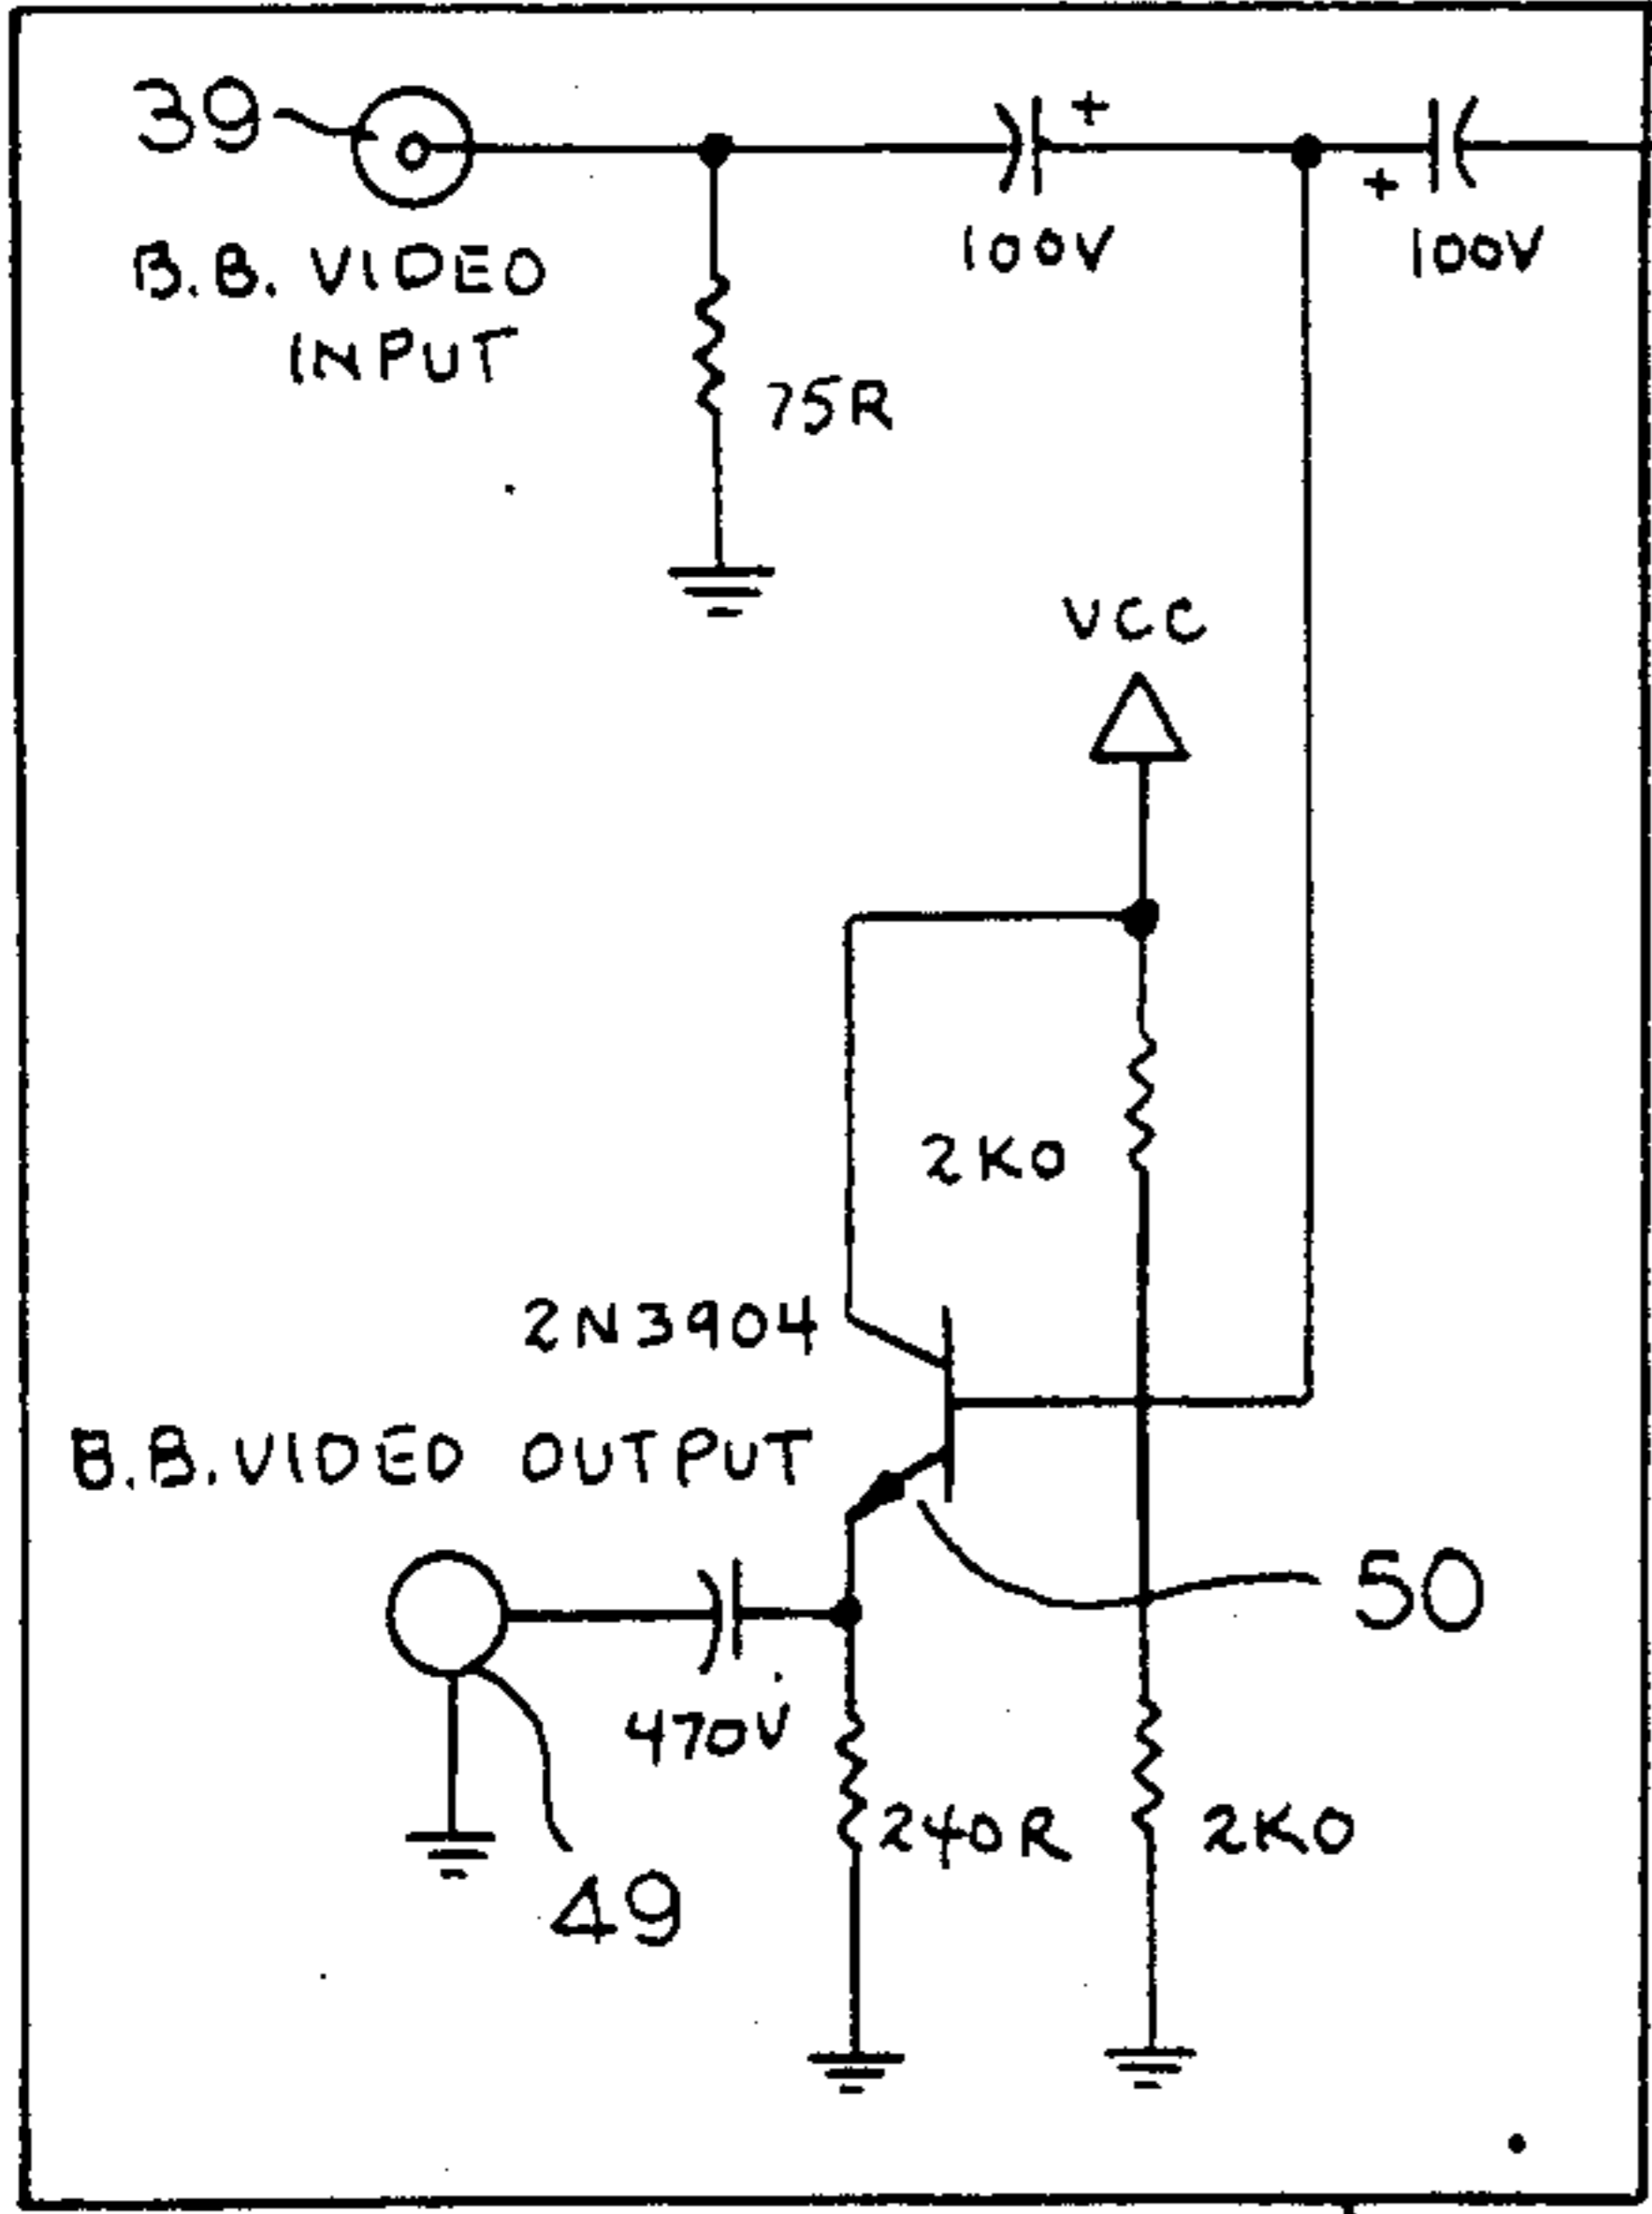 39
B.B. VIDEO
INPUT
+
+
100V
100V
75R
VCC
2K0
2N3904
B.B. VIDEO OUTPUT
50
470V
240R
2K0
49